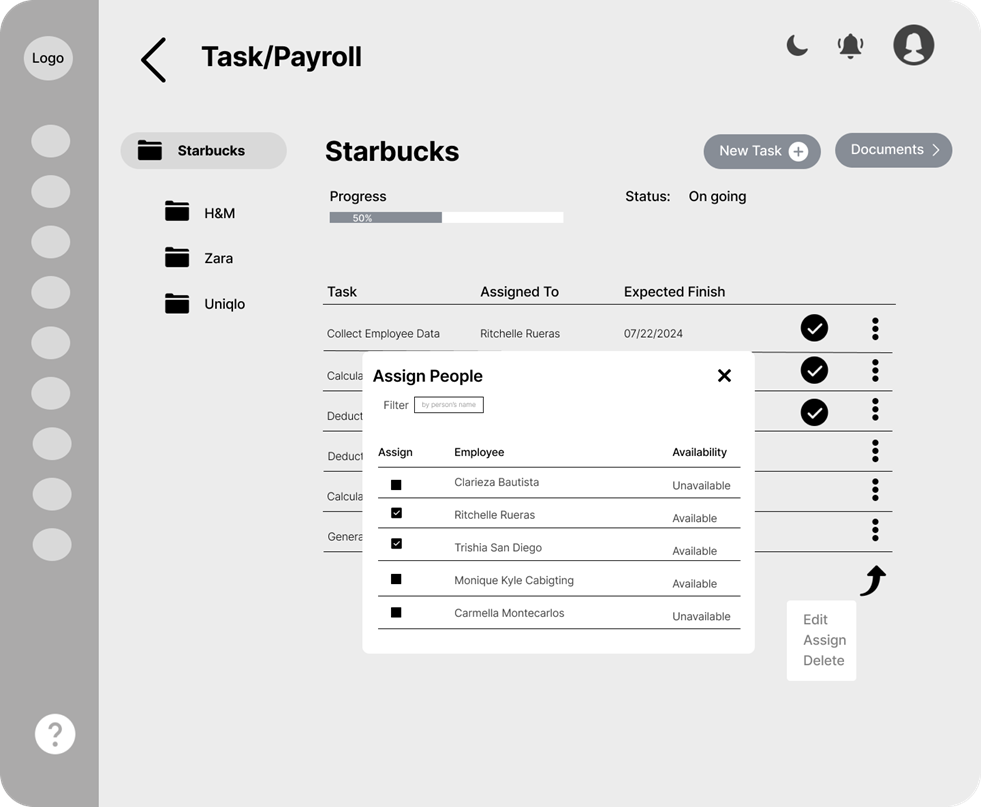 Logo
Task/Payroll
Starbucks
H&M
Zara
Uniqlo
Starbucks
New Task
Documents
Progress
Status: On going
50%
Task Assigned To Expected Finish
Collect Employee Data Ritchelle Rueras 07/22/2024
Calcula
Deduct
Deduct
Calcula
Genera
Assign People
Filter by person's name
Assign Employee Availability
Clarieza Bautista Unavailable
Ritchelle Rueras Available
Trishia San Diego Available
Monique Kyle Cabigting Available
Carmella Montecarlos Unavailable
Edit
Assign
Delete
?